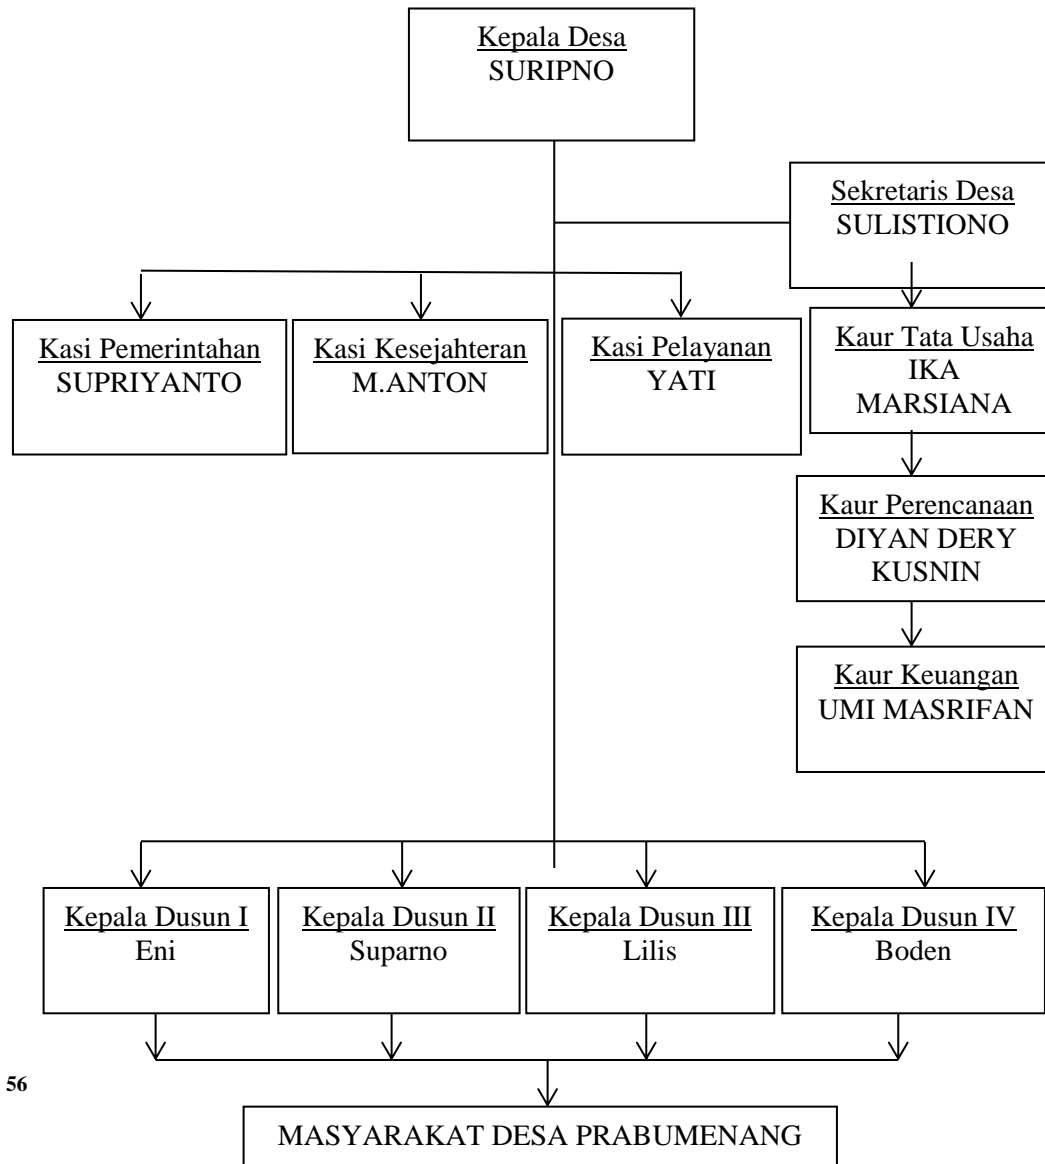 Kepala Desa
SURIPNO
Sekretaris Desa
SULISTIONO
Kasi Pemerintahan
SUPRIYANTO
Kasi Kesejahteran
M.ANTON
Kasi Pelayanan
YATI
Kaur Tata Usaha
IKA
MARSIANA
Kaur Perencanaan
DIYAN DERY
KUSNIN
Kaur Keuangan
UMI MASRIFAN
Kepala Dusun I
Eni
Kepala Dusun II
Suparno
Kepala Dusun III
Lilis
Kepala Dusun IV
Boden
56
MASYARAKAT DESA PRABUMENANG